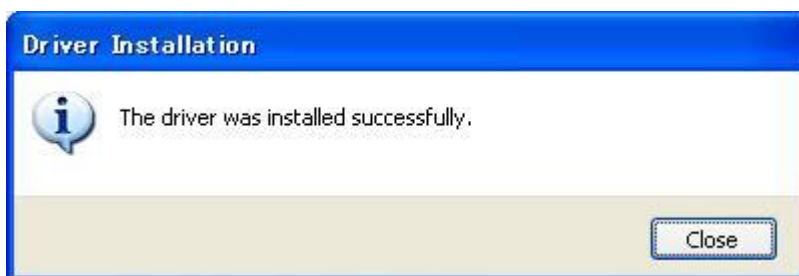 Driver Installation
The driver was installed successfully.
Close